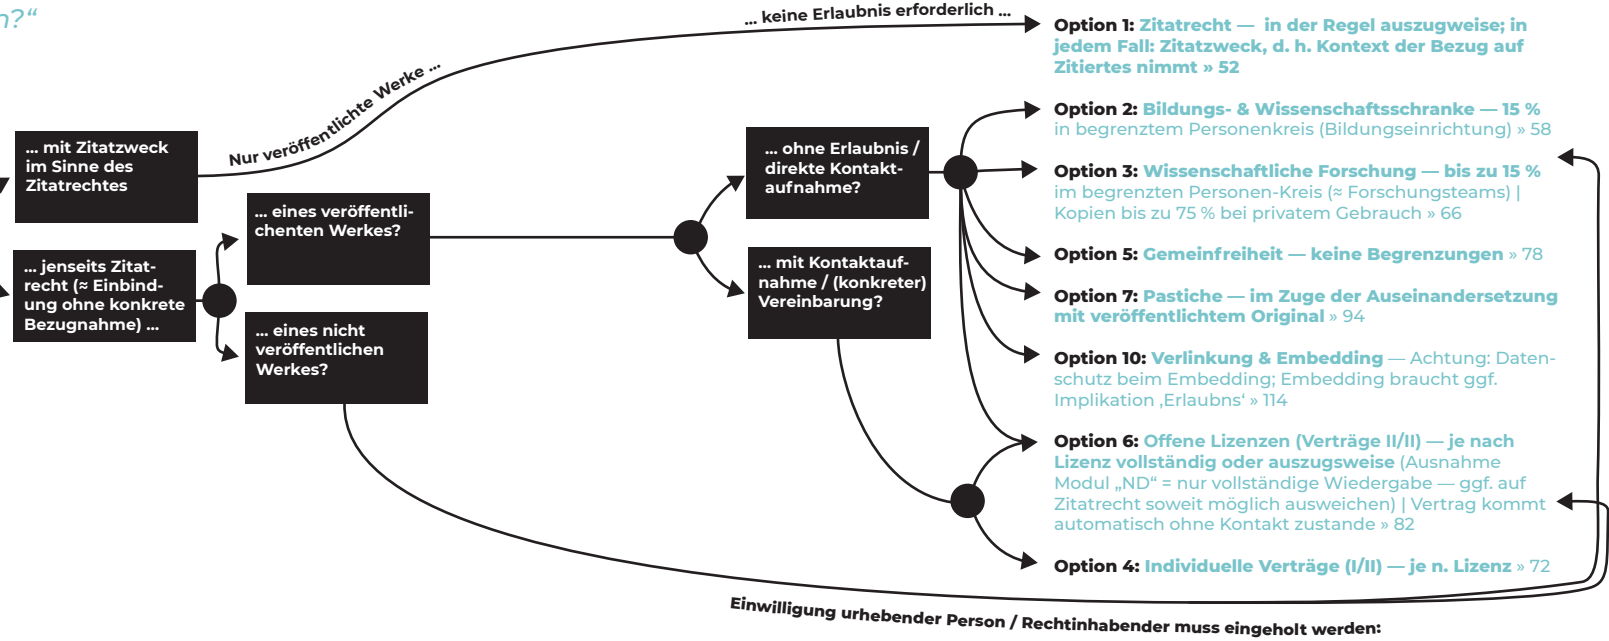 n?“
... keine Erlaubnis erforderlich ...
Nur veröffentlichte Werke ...
... mit Zitatzweck
im Sinne des
Zitatrechtes
... jenseits Zitat-
recht (≈ Einbind-
ung ohne konkrete
Bezugnahme) ...
... eines veröffentli-
chenten Werkes?
... eines nicht
veröffentlichen
Werkes?
... ohne Erlaubnis /
direkte Kontakt-
aufnahme?
... mit Kontaktauf-
nahme / (konkreter)
Vereinbarung?
Option 1: Zitatrecht — in der Regel auszugweise; in
jedem Fall: Zitatzweck, d. h. Kontext der Bezug auf
Zitiertes nimmt » 52
Option 2: Bildungs- & Wissenschaftsschranke — 15 %
in begrenztem Personenkreis (Bildungseinrichtung) » 58
Option 3: Wissenschaftliche Forschung — bis zu 15 %
im begrenzten Personen-Kreis (≈ Forschungsteams) |
Kopien bis zu 75 % bei privatem Gebrauch » 66
Option 5: Gemeinfreiheit — keine Begrenzungen » 78
Option 7: Pastiche — im Zuge der Auseinandersetzung
mit veröffentlichtem Original » 94
Option 10: Verlinkung & Embedding — Achtung: Daten-
schutz beim Embedding; Embedding braucht ggf.
Implikation ‚Erlaubns‘ » 114
Option 6: Offene Lizenzen (Verträge II/II) — je nach
Lizenz vollständig oder auszugsweise (Ausnahme
Modul „ND“ = nur vollständige Wiedergabe — ggf. auf
Zitatrecht soweit möglich ausweichen) | Vertrag kommt
automatisch ohne Kontakt zustande » 82
Option 4: Individuelle Verträge (I/II) — je n. Lizenz » 72
Einwilligung urhebender Person / Rechtinhabender muss eingeholt werden: